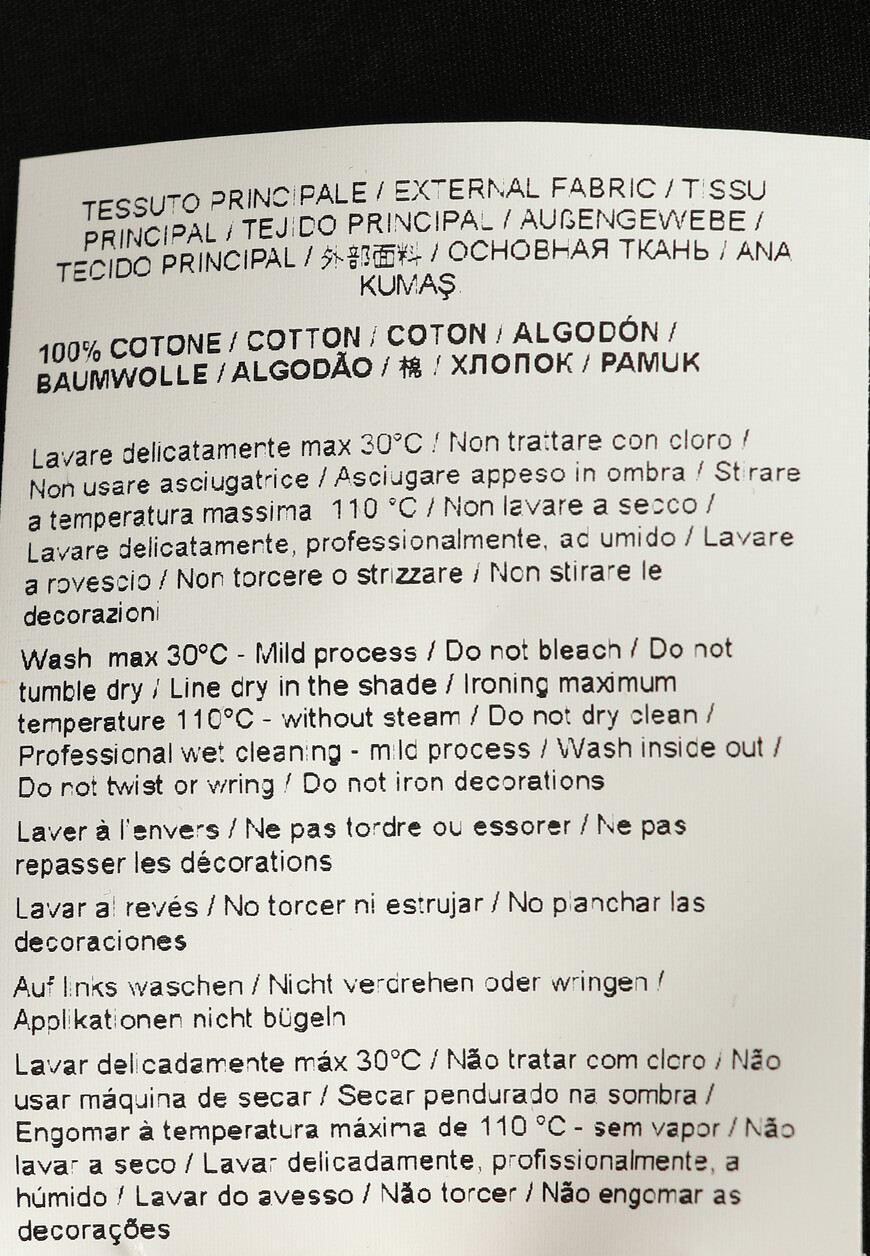 TESSUTO PRINCIPALE / EXTERNAL FABRIC / TISSU
PRINCIPAL / TEJIDO PRINCIPAL / AUßENGEWEBE /
TECIDO PRINCIPAL / 外部面料 / ОСНОВНАЯ ТКАНЬ / ANA
KUMAŞ
100% COTONE / COTTON / COTON / ALGODÓN /
BAUMWOLLE / ALGODÃO / 棉 / ХЛОПОК / PAMUK
Lavare delicatamente max 30°C / Non trattare con cloro /
Non usare asciugatrice / Asciugare appeso in ombra / Stirare
a temperatura massima 110 °C / Non lavare a secco /
Lavare delicatamente, professionalmente, ad umido / Lavare
a rovescio / Non torcere o strizzare / Non stirare le
decorazioni
Wash max 30°C - Mild process / Do not bleach / Do not
tumble dry / Line dry in the shade / Ironing maximum
temperature 110°C - without steam / Do not dry clean /
Professional wet cleaning - mild process / Wash inside out /
Do not twist or wring / Do not iron decorations
Laver à l'envers / Ne pas tordre ou essorer / Ne pas
repasser les décorations
Lavar al revés / No torcer ni estrujar / No planchar las
decoraciones
Auf links waschen / Nicht verdrehen oder wringen /
Applikationen nicht bügeln
Lavar delicadamente máx 30°C / Não tratar com cloro / Não
usar máquina de secar / Secar pendurado na sombra /
Engomar à temperatura máxima de 110 °C - sem vapor / Não
lavar a seco / Lavar delicadamente, profissionalmente, a
húmido / Lavar do avesso / Não torcer / Não engomar as
decorações